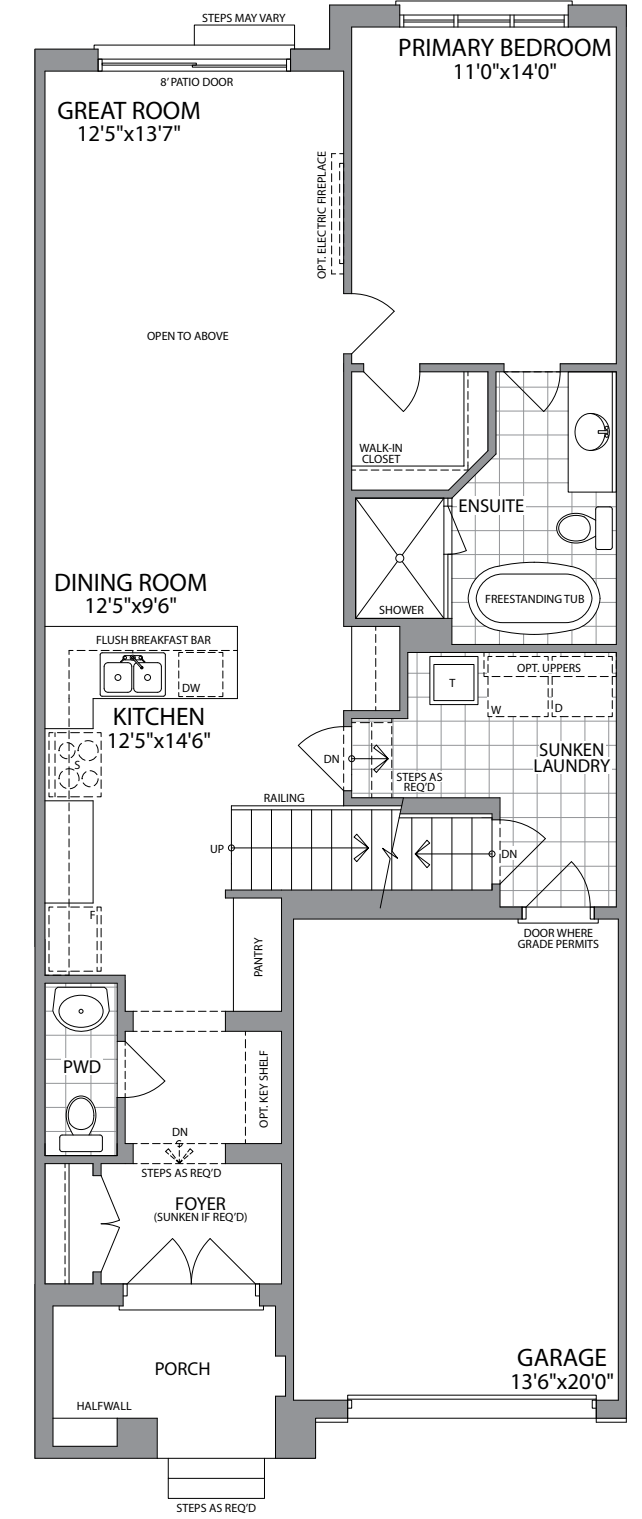 STEPS MAY VARY
PRIMARY BEDROOM
11'0"x14'0"
8' PATIO DOOR
GREAT ROOM
12'5"x13'7"
OPT. ELECTRIC FIREPLACE
OPEN TO ABOVE
WALK-IN
CLOSET
ENSUITE
SHOWER
FREESTANDING TUB
DINING ROOM
12'5"x9'6"
FLUSH BREAKFAST BAR
DW
KITCHEN
12'5"x14'6"
S
T
OPT. UPPERS
W
D
SUNKEN
LAUNDRY
DN
STEPS AS
REQ'D
RAILING
UP
DN
F
PANTRY
DOOR WHERE
GRADE PERMITS
PWD
OPT. KEY SHELF
DN
STEPS AS REQ'D
FOYER
(SUNKEN IF REQ'D)
PORCH
HALFWALL
GARAGE
13'6"x20'0"
STEPS AS REQ'D